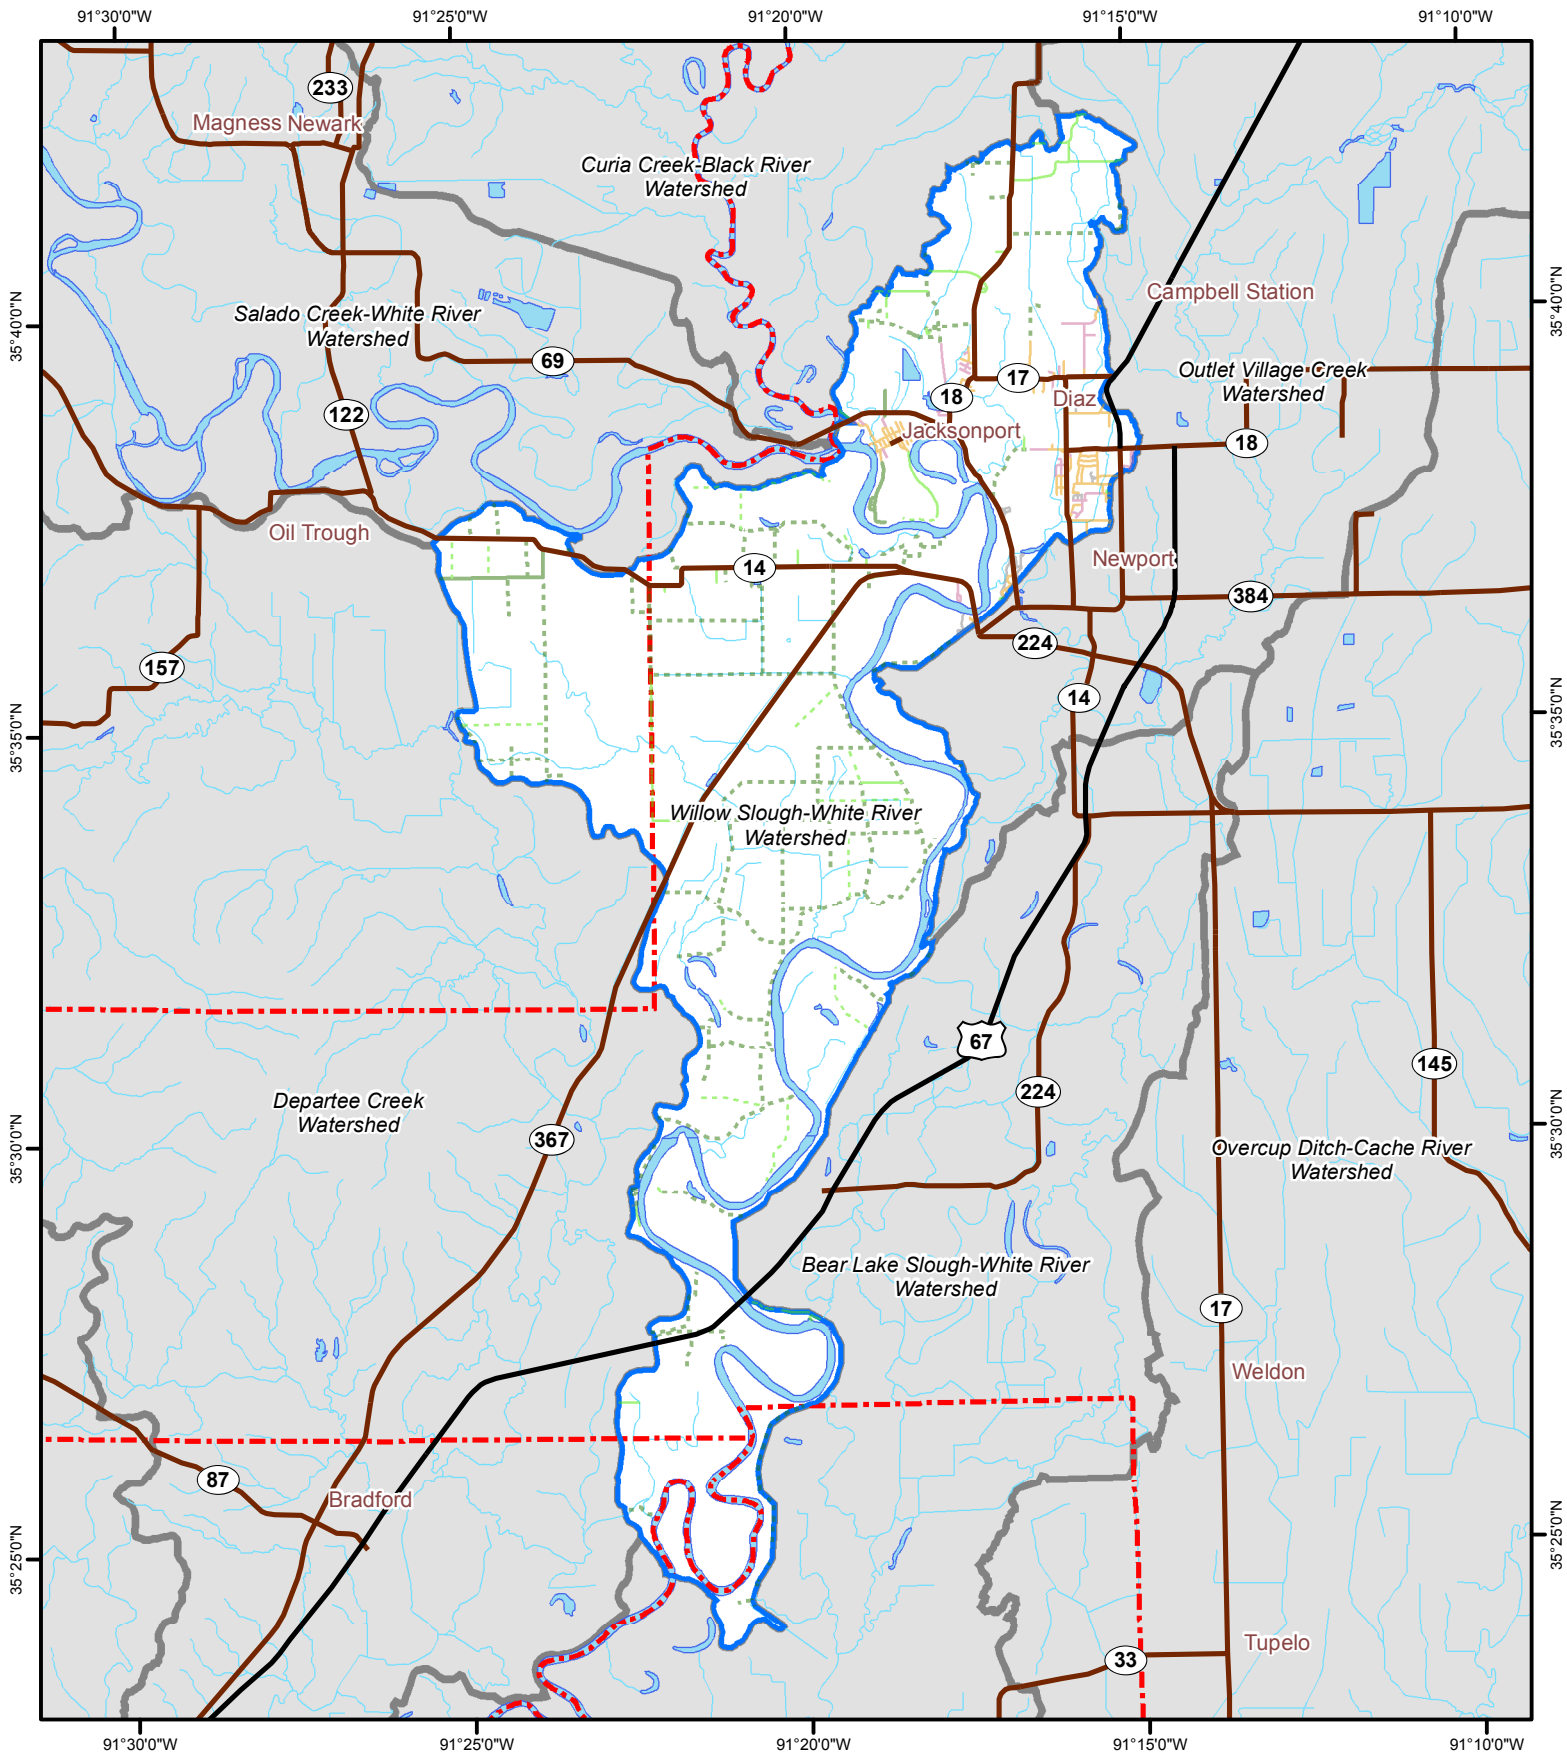 91°30'0"W
91°25'0"W
91°20'0"W
91°15'0"W
91°10'0"W
233
Magness Newark
Curia Creek-Black River
Watershed
35°40'0"N
35°40'0"N
Campbell Station
Salado Creek-White River
Watershed
69
Outlet Village Creek
Watershed
17
18
Diaz
122
Jacksonport
18
Oil Trough
Newport
14
384
224
157
14
35°35'0"N
35°35'0"N
Willow Slough-White River
Watershed
67
145
224
Departee Creek
Watershed
367
35°30'0"N
35°30'0"N
Overcup Ditch-Cache River
Watershed
Bear Lake Slough-White River
Watershed
17
Weldon
87
Bradford
35°25'0"N
35°25'0"N
Tupelo
33
91°30'0"W
91°25'0"W
91°20'0"W
91°15'0"W
91°10'0"W